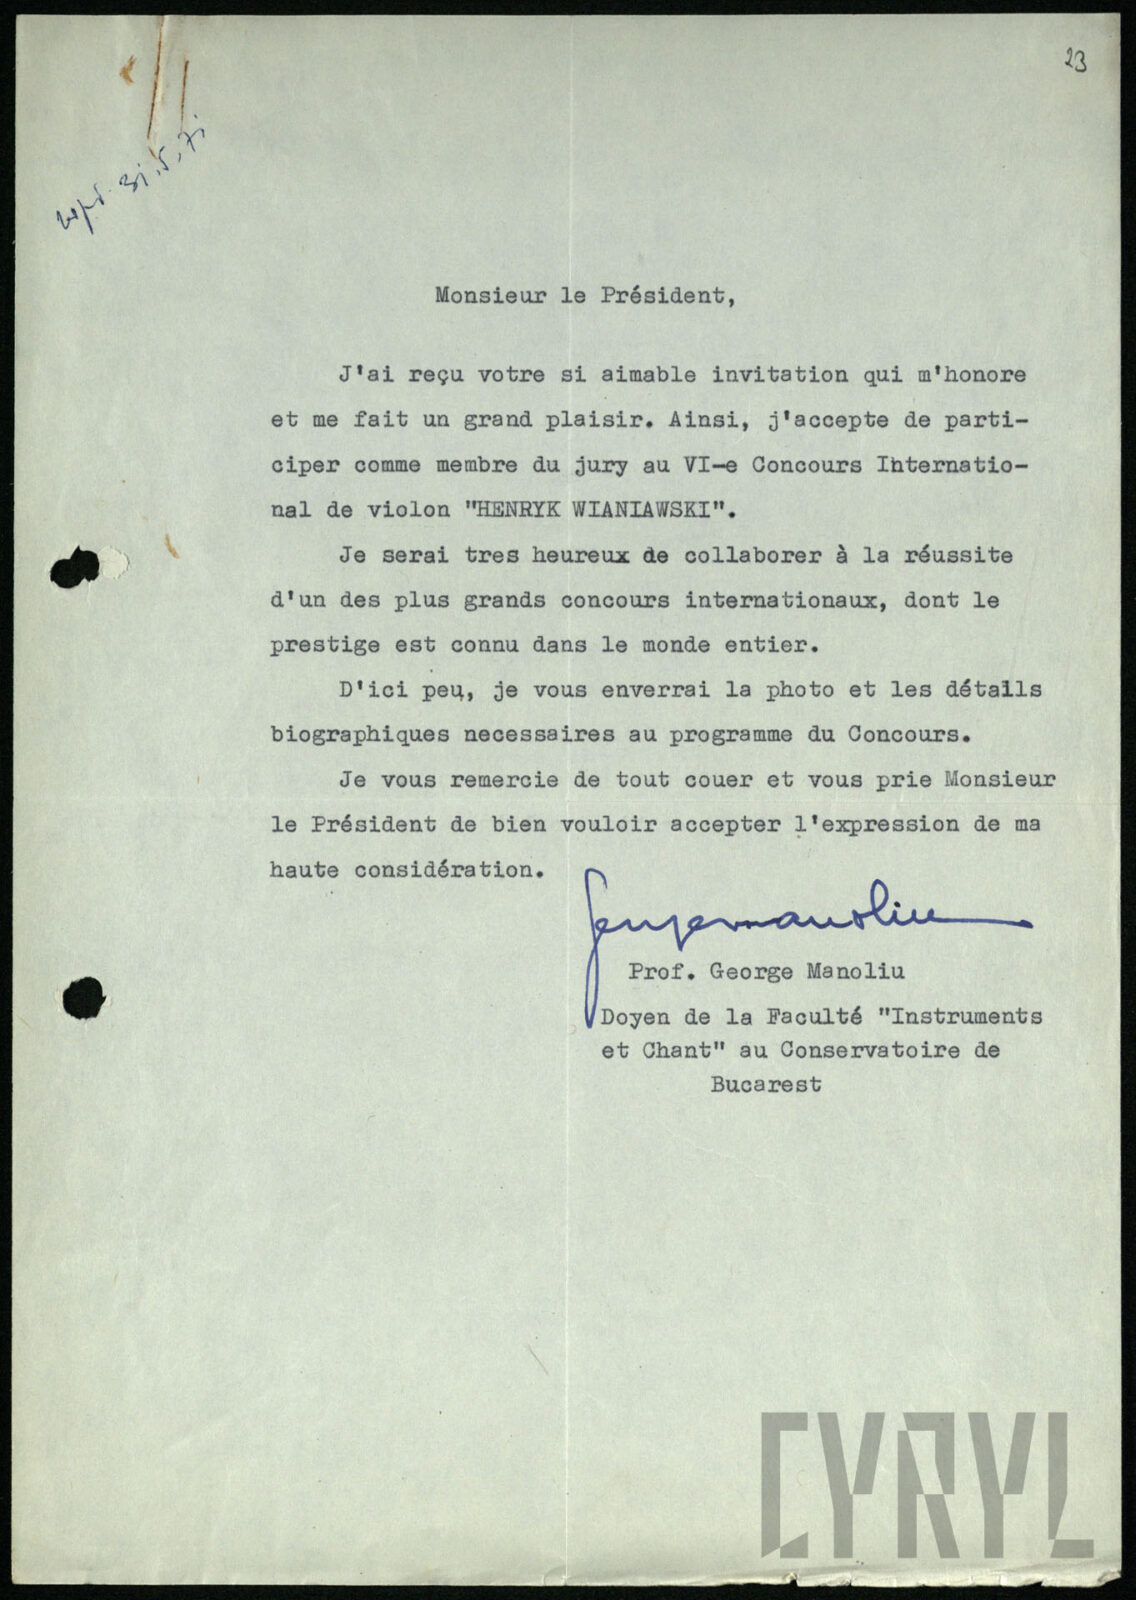 23
wpł. 31.5.71
Monsieur le Président,
J'ai reçu votre si aimable invitation qui m'honore
et me fait un grand plaisir. Ainsi, j'accepte de parti-
ciper comme membre du jury au VI-e Concours Internatio-
nal de violon "HENRYK WIANIAWSKI".
Je serai tres heureux de collaborer à la réussite
d'un des plus grands concours internationaux, dont le
prestige est connu dans le monde entier.
D'ici peu, je vous enverrai la photo et les détails
biographiques necessaires au programme du Concours.
Je vous remercie de tout couer et vous prie Monsieur
le Président de bien vouloir accepter l'expression de ma
haute considération.
Georgemanoliu
Prof. George Manoliu
Doyen de la Faculté "Instruments
et Chant" au Conservatoire de
Bucarest
CYRYL